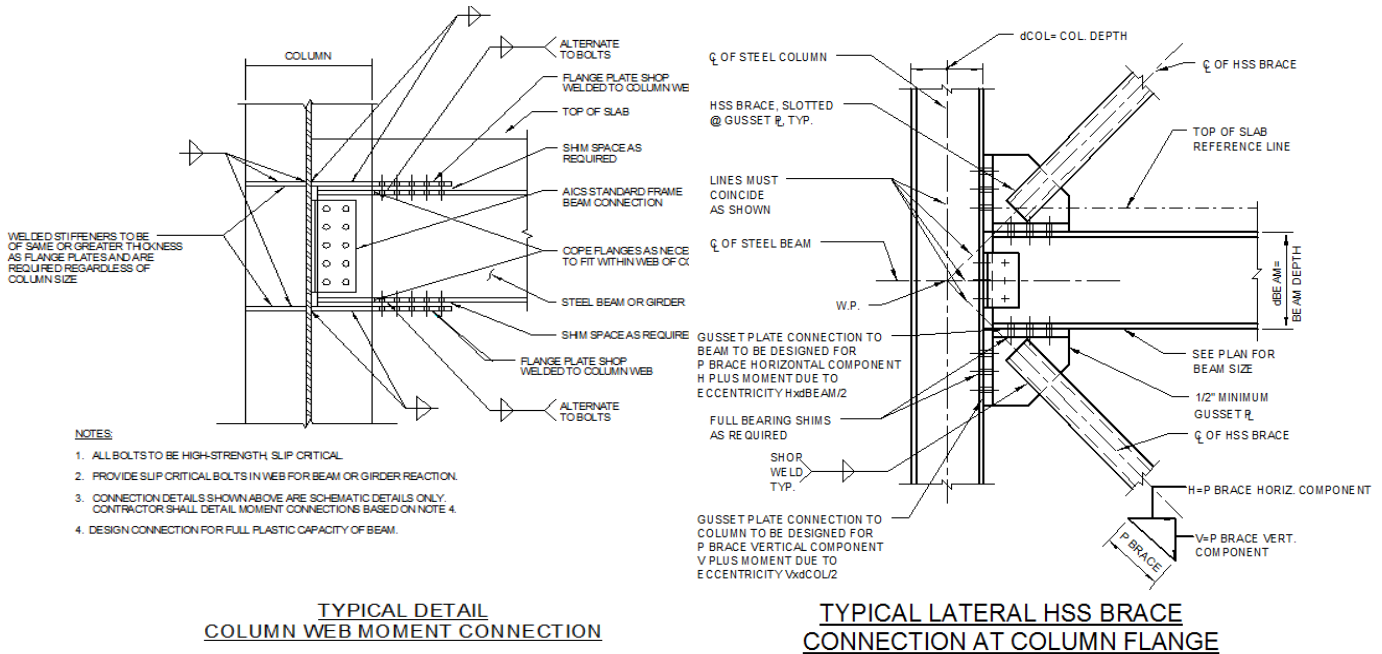 COLUMN
ALTERNATE
TO BOLTS
FLANGE PLATE SHOP
WELDED TO COLUMN WE
TOP OF SLAB
SHIM SPACE AS
REQUIRED
AICS STANDARD FRAME
BEAM CONNECTION
WELDED STIFFENERS TO BE
OF SAME OR GREATER THICKNESS
AS FLANGE PLATES AND ARE
REQUIRED REGARDLESS OF
COLUMN SIZE
COPE FLANGES AS NECE
TO FIT WITHIN WEB OF CO
STEEL BEAM OR GIRDER
SHIM SPACE AS REQUIRE
FLANGE PLATE SHOP
WELDED TO COLUMN WEB
ALTERNATE
TO BOLTS
NOTES:
1. ALL BOLTS TO BE HIGH-STRENGTH, SLIP CRITICAL.
2. PROVIDE SLIP CRITICAL BOLTS IN WEB FOR BEAM OR GIRDER REACTION.
3. CONNECTION DETAILS SHOWN ABOVE ARE SCHEMATIC DETAILS ONLY.
CONTRACTOR SHALL DETAIL MOMENT CONNECTIONS BASED ON NOTE 4.
4. DESIGN CONNECTION FOR FULL PLASTIC CAPACITY OF BEAM.
TYPICAL DETAIL
COLUMN WEB MOMENT CONNECTION
dCOL= COL. DEPTH
℄ OF STEEL COLUMN
℄ OF HSS BRACE
HSS BRACE, SLOTTED
@ GUSSET ℄, TYP.
TOP OF SLAB
REFERENCE LINE
LINES MUST
COINCIDE
AS SHOWN
℄ OF STEEL BEAM
W.P.
dBEAM=
BEAM DEPTH
GUSSET PLATE CONNECTION TO
BEAM TO BE DESIGNED FOR
P BRACE HORIZONTAL COMPONENT
H PLUS MOMENT DUE TO
ECCENTRICITY HxdBEAM/2
SEE PLAN FOR
BEAM SIZE
1/2" MINIMUM
GUSSET ℄
FULL BEARING SHIMS
AS REQUIRED
℄ OF HSS BRACE
SHOP
WELD
TYP.
H=P BRACE HORIZ. COMPONENT
GUSSET PLATE CONNECTION TO
COLUMN TO BE DESIGNED FOR
P BRACE VERTICAL COMPONENT
V PLUS MOMENT DUE TO
ECCENTRICITY VxdCOL/2
P BRACE
V=P BRACE VERT.
COMPONENT
TYPICAL LATERAL HSS BRACE
CONNECTION AT COLUMN FLANGE